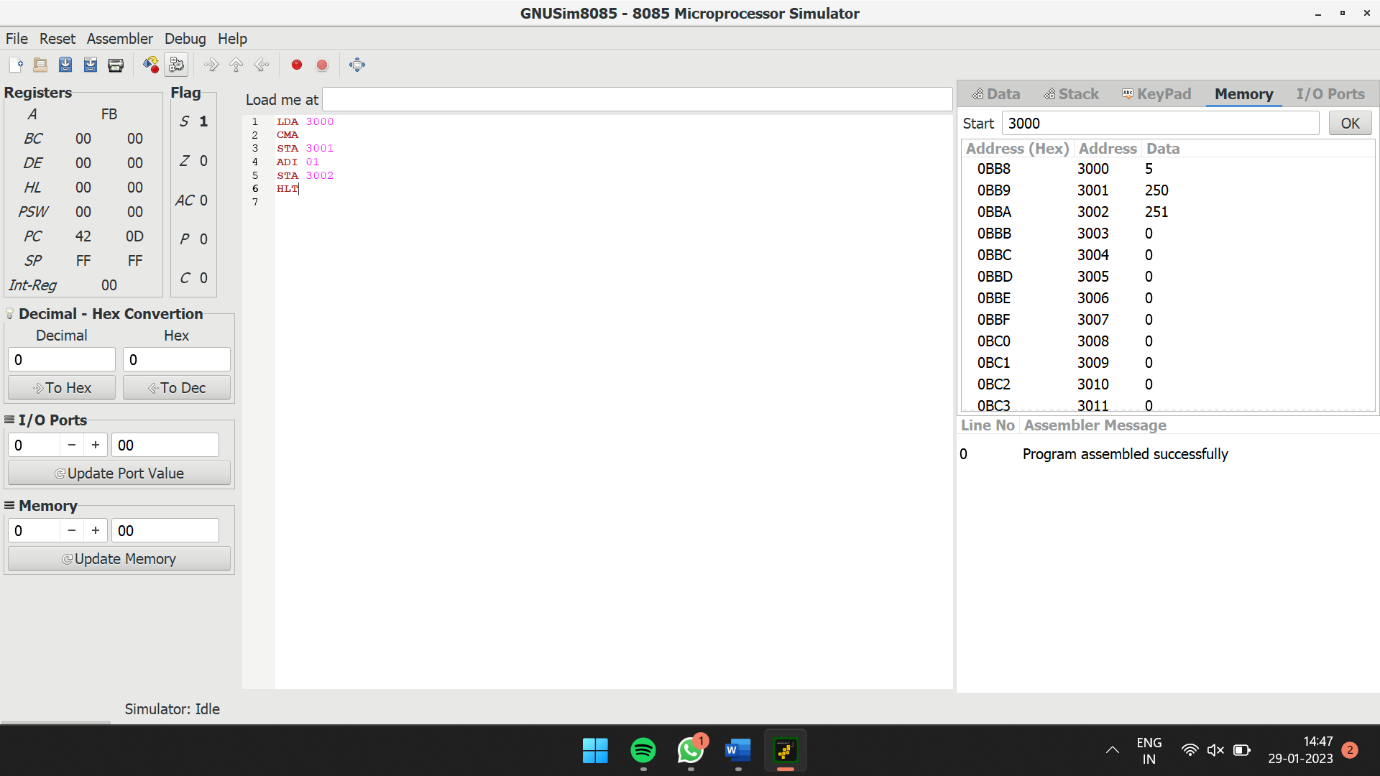 GNUSim8085 - 8085 Microprocessor Simulator
File Reset Assembler Debug Help
Registers
A FB
BC 00 00
DE 00 00
HL 00 00
PSW 00 00
PC 42 0D
SP FF FF
Int-Reg 00
Flag
S 1
Z 0
AC 0
P 0
C 0
Decimal - Hex Convertion
Decimal Hex
0 0
To Hex To Dec
I/O Ports
0 − + 00
Update Port Value
Memory
0 − + 00
Update Memory
Load me at
1 LDA 3000
2 CMA
3 STA 3001
4 ADI 01
5 STA 3002
6 HLT
7
Data Stack KeyPad Memory I/O Ports
Start 3000 OK
Address (Hex) Address Data
0BB8 3000 5
0BB9 3001 250
0BBA 3002 251
0BBB 3003 0
0BBC 3004 0
0BBD 3005 0
0BBE 3006 0
0BBF 3007 0
0BC0 3008 0
0BC1 3009 0
0BC2 3010 0
0BC3 3011 0
Line No Assembler Message
0 Program assembled successfully
Simulator: Idle
1
W
ENG
IN
14:47
29-01-2023
2